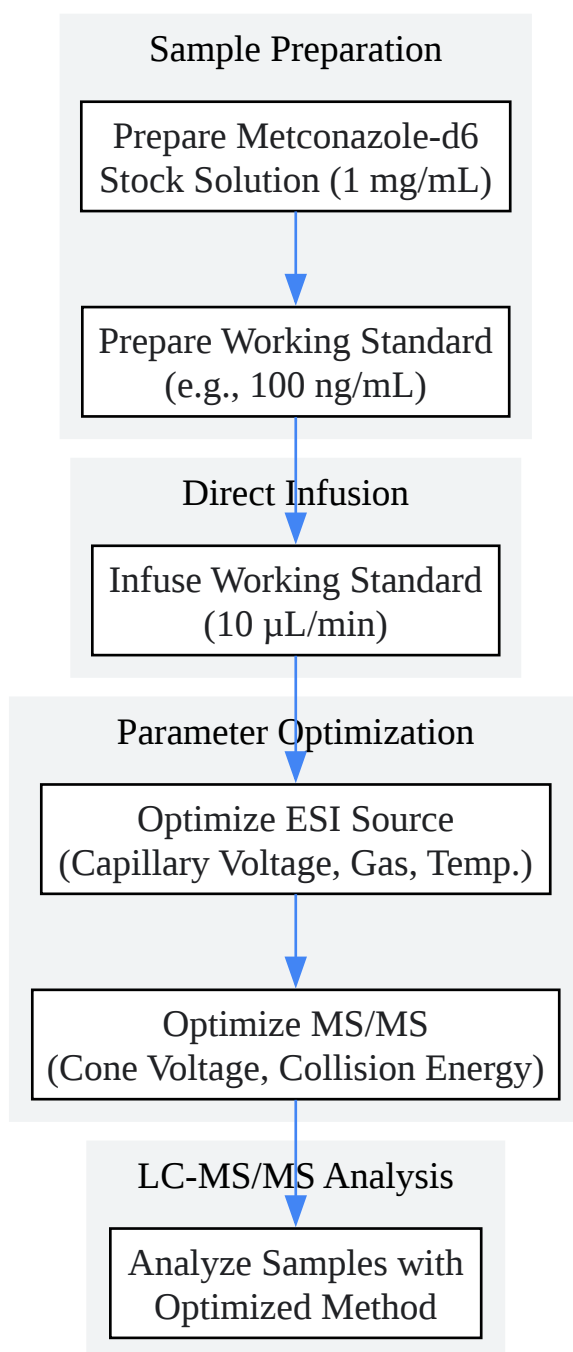 Sample Preparation
Prepare Metconazole-d6
Stock Solution (1 mg/mL)
Prepare Working Standard
(e.g., 100 ng/mL)
Direct Infusion
Infuse Working Standard
(10 µL/min)
Parameter Optimization
Optimize ESI Source
(Capillary Voltage, Gas, Temp.)
Optimize MS/MS
(Cone Voltage, Collision Energy)
LC-MS/MS Analysis
Analyze Samples with
Optimized Method